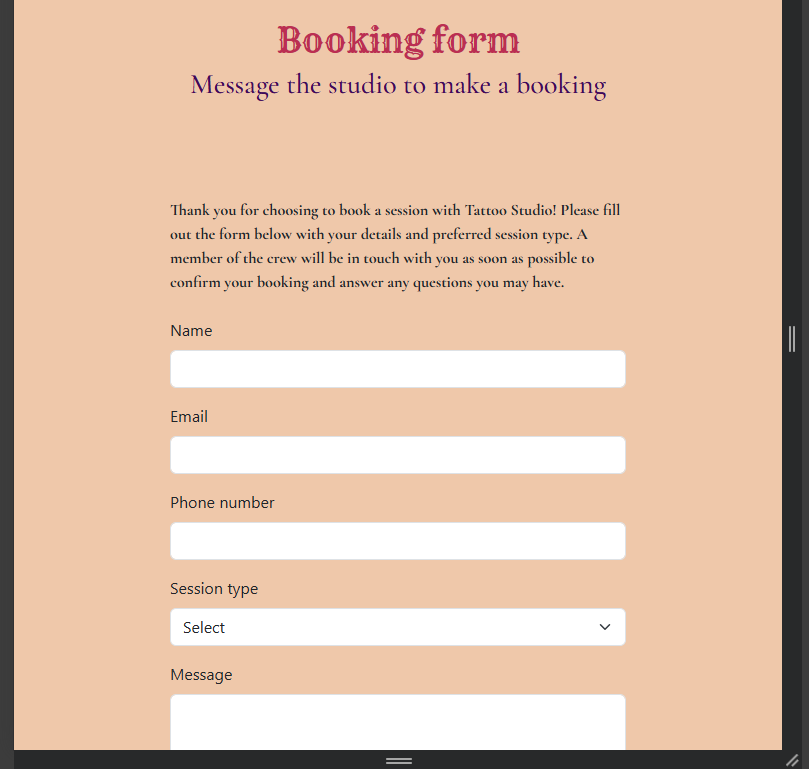 Booking form
Message the studio to make a booking
Thank you for choosing to book a session with Tattoo Studio! Please fill
out the form below with your details and preferred session type. A
member of the crew will be in touch with you as soon as possible to
confirm your booking and answer any questions you may have.
Name
Email
Phone number
Session type
Select
Message